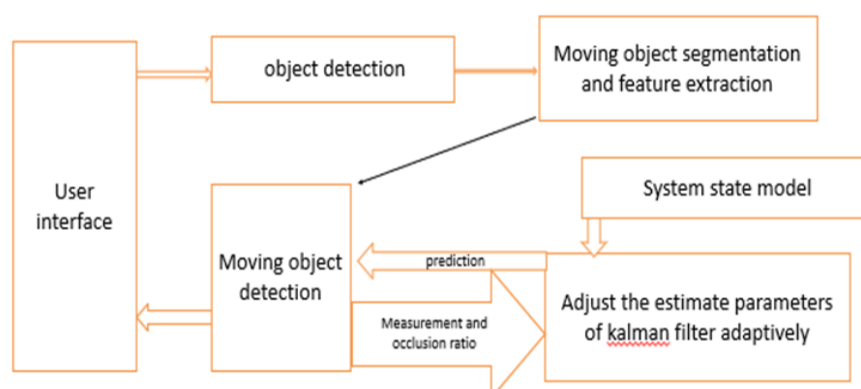 object detection
Moving object segmentation
and feature extraction
User
interface
System state model
Moving object
detection
prediction
Measurement and
occlusion ratio
Adjust the estimate parameters
of kalman filter adaptively